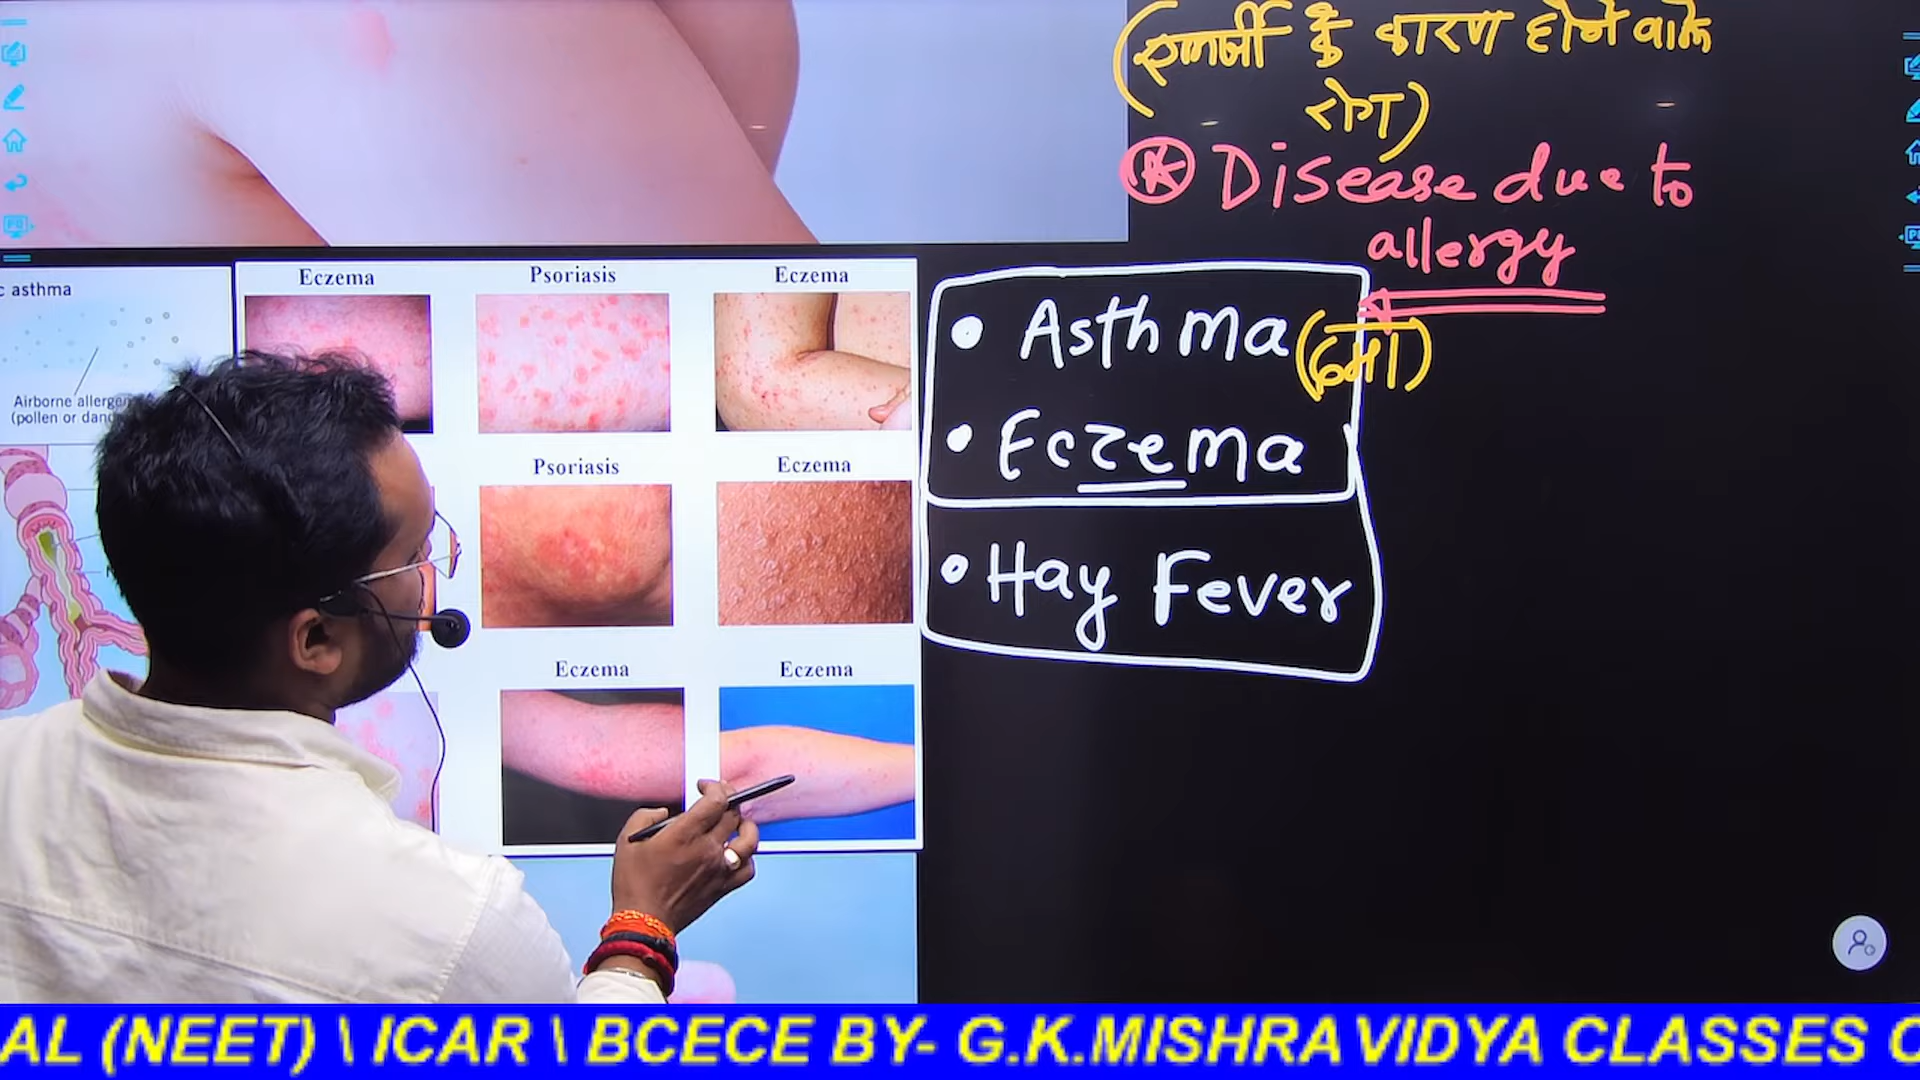 (एलर्जी के कारण होने वाले
रोग)
Disease due to
allergy
c asthma
Airborne allerge
(pollen or dand
Eczema Psoriasis Eczema
Psoriasis Eczema
Eczema Eczema
• Asthma (दमा)
• Eczema
• Hay Fever
AL (NEET) \ ICAR \ BCECE BY- G.K.MISHRA VIDYA CLASSES C